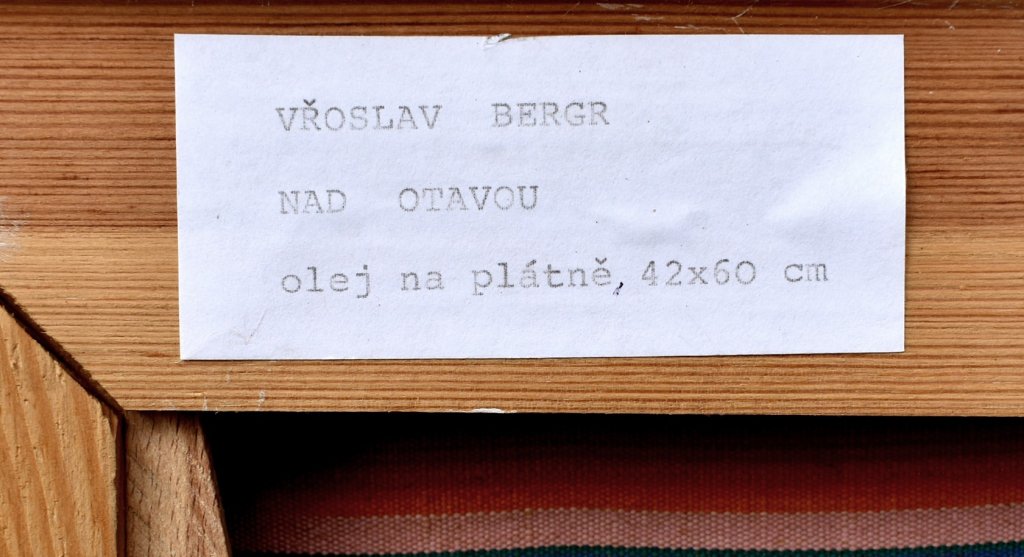 VŘOSLAV BERGR
NAD OTAVOU
olej na plátně, 42x60 cm